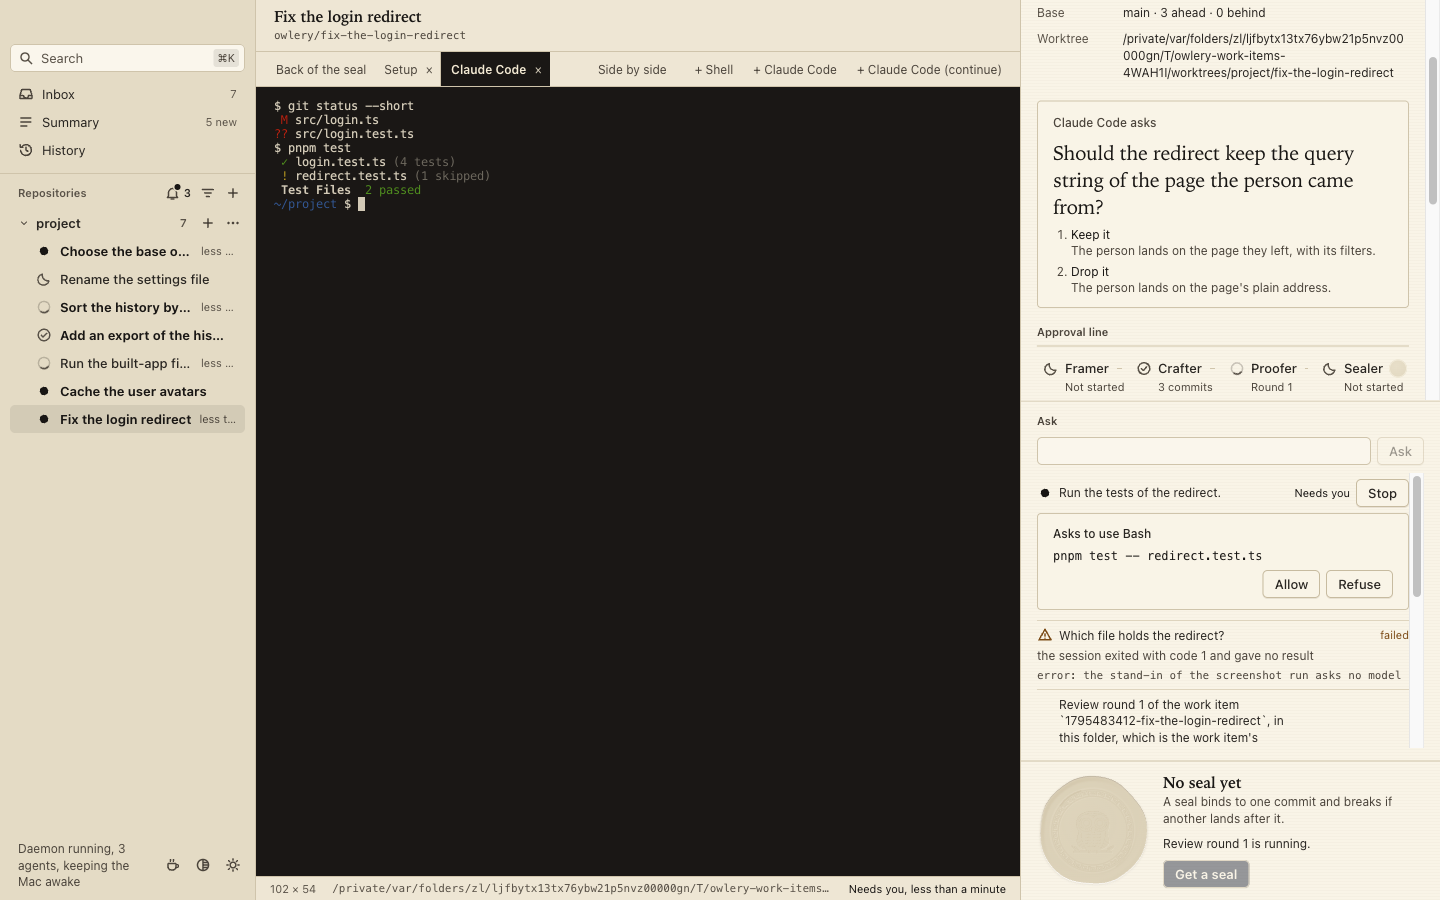 Search ⌘K
Inbox 7
Summary 5 new
History
Repositories 3
project 7
Choose the base o... less ...
Rename the settings file
Sort the history by... less ...
Add an export of the his...
Run the built-app fi... less ...
Cache the user avatars
Fix the login redirect less t...
Daemon running, 3
agents, keeping the
Mac awake
Fix the login redirect
owlery/fix-the-login-redirect
Back of the seal Setup × Claude Code × Side by side + Shell + Claude Code + Claude Code (continue)
$ git status --short
M src/login.ts
?? src/login.test.ts
$ pnpm test
✓ login.test.ts (4 tests)
! redirect.test.ts (1 skipped)
Test Files 2 passed
~/project $
102 × 54 /private/var/folders/zl/ljfbytx13tx76ybw21p5nvz00000gn/T/owlery-work-items… Needs you, less than a minute
Base main · 3 ahead · 0 behind
Worktree /private/var/folders/zl/ljfbytx13tx76ybw21p5nvz00
000gn/T/owlery-work-items-
4WAH1I/worktrees/project/fix-the-login-redirect
Claude Code asks
Should the redirect keep the query
string of the page the person came
from?
1. Keep it
The person lands on the page they left, with its filters.
2. Drop it
The person lands on the page's plain address.
Approval line
Framer Crafter Proofer Sealer
Not started 3 commits Round 1 Not started
Ask
Ask
Run the tests of the redirect. Needs you Stop
Asks to use Bash
pnpm test -- redirect.test.ts
Allow Refuse
Which file holds the redirect? failed
the session exited with code 1 and gave no result
error: the stand-in of the screenshot run asks no model
Review round 1 of the work item
`1795483412-fix-the-login-redirect`, in
this folder, which is the work item's
No seal yet
A seal binds to one commit and breaks if
another lands after it.
Review round 1 is running.
Get a seal